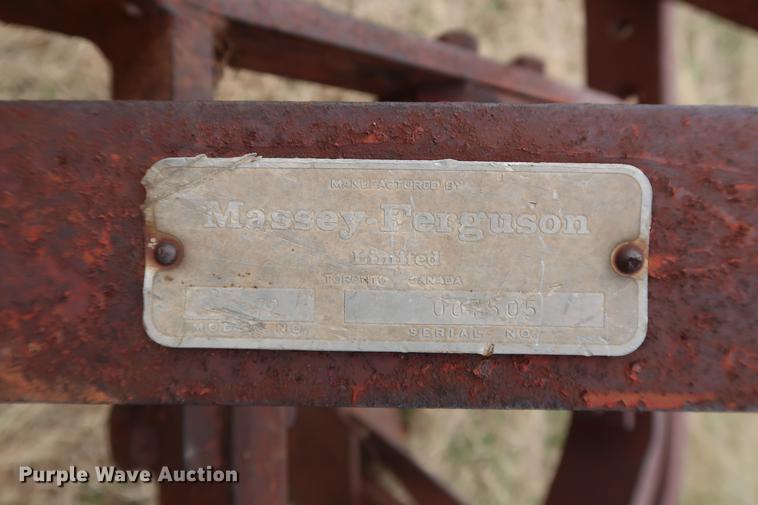 MANUFACTURED BY
Massey-Ferguson
Limited
TORONTO CANADA
MODEL NO.
SERIAL NO.
Purple Wave Auction